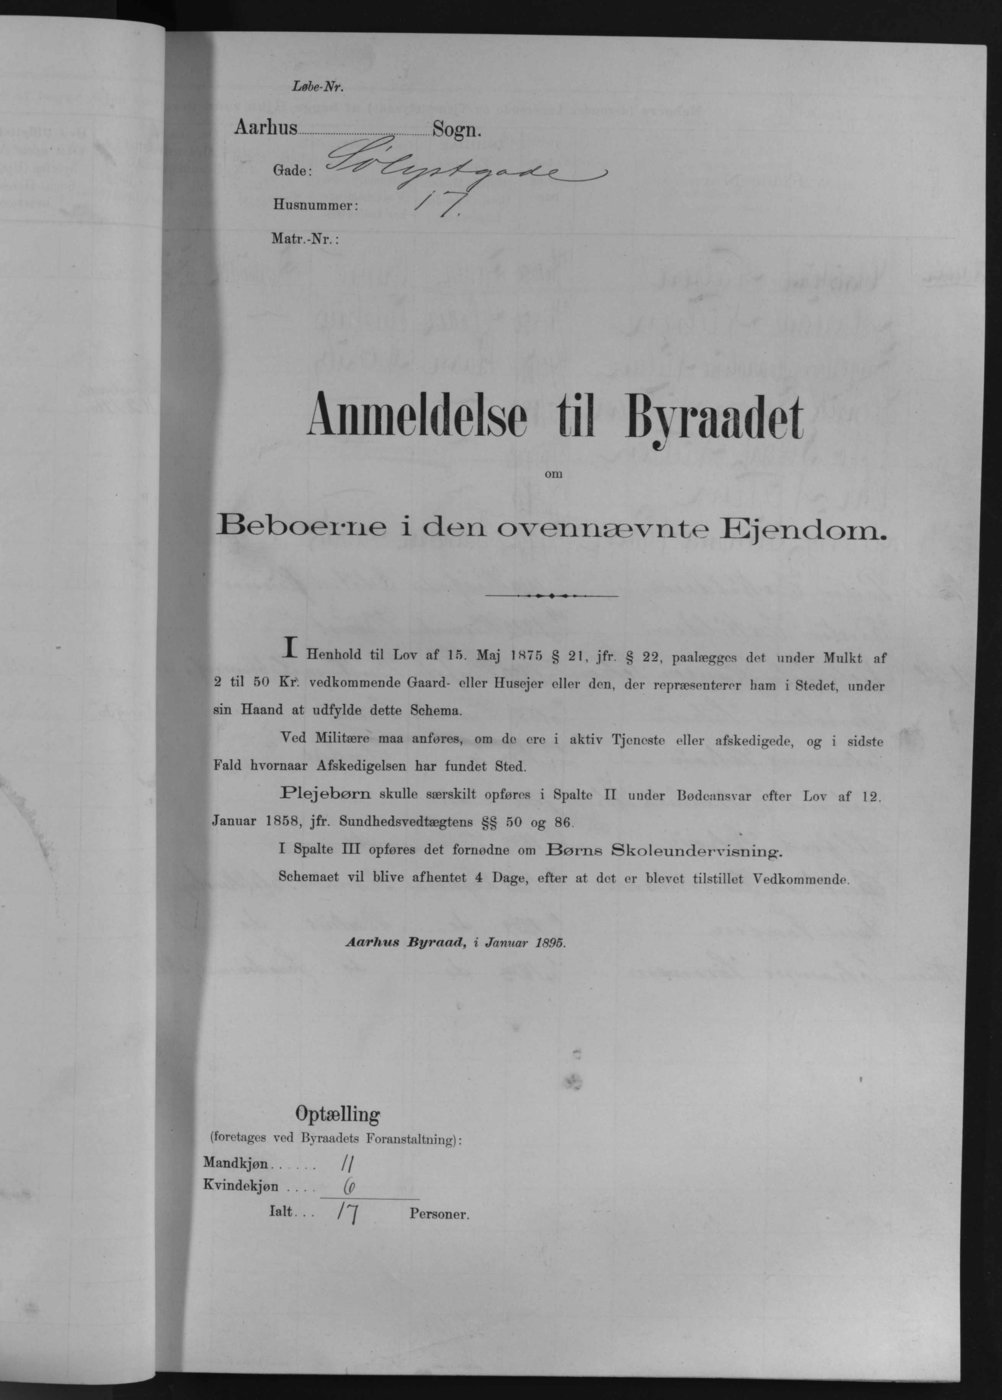 Løbe-Nr.
Aarhus Sogn.
Gade: Sølystgade
Husnummer: 17.
Matr.-Nr.:
Anmeldelse til Byraadet
om
Beboerne i den ovennævnte Ejendom.
I Henhold til Lov af 15. Maj 1875 § 21, jfr. § 22, paalægges det under Mulkt af
2 til 50 Kr. vedkommende Gaard- eller Husejer eller den, der repræsenterer ham i Stedet, under
sin Haand at udfylde dette Schema.
Ved Militære maa anføres, om de ere i aktiv Tjeneste eller afskedigede, og i sidste
Fald hvornaar Afskedigelsen har fundet Sted.
Plejebørn skulle særskilt opføres i Spalte II under Bødeansvar efter Lov af 12.
Januar 1858, jfr. Sundhedsvedtægtens §§ 50 og 86.
I Spalte III opføres det fornødne om Børns Skoleundervisning.
Schemaet vil blive afhentet 4 Dage, efter at det er blevet tilstillet Vedkommende.
Aarhus Byraad, i Januar 1895.
Optælling
(foretages ved Byraadets Foranstaltning):
Mandkjøn...... 11
Kvindekjøn .... 6
Ialt... 17 Personer.